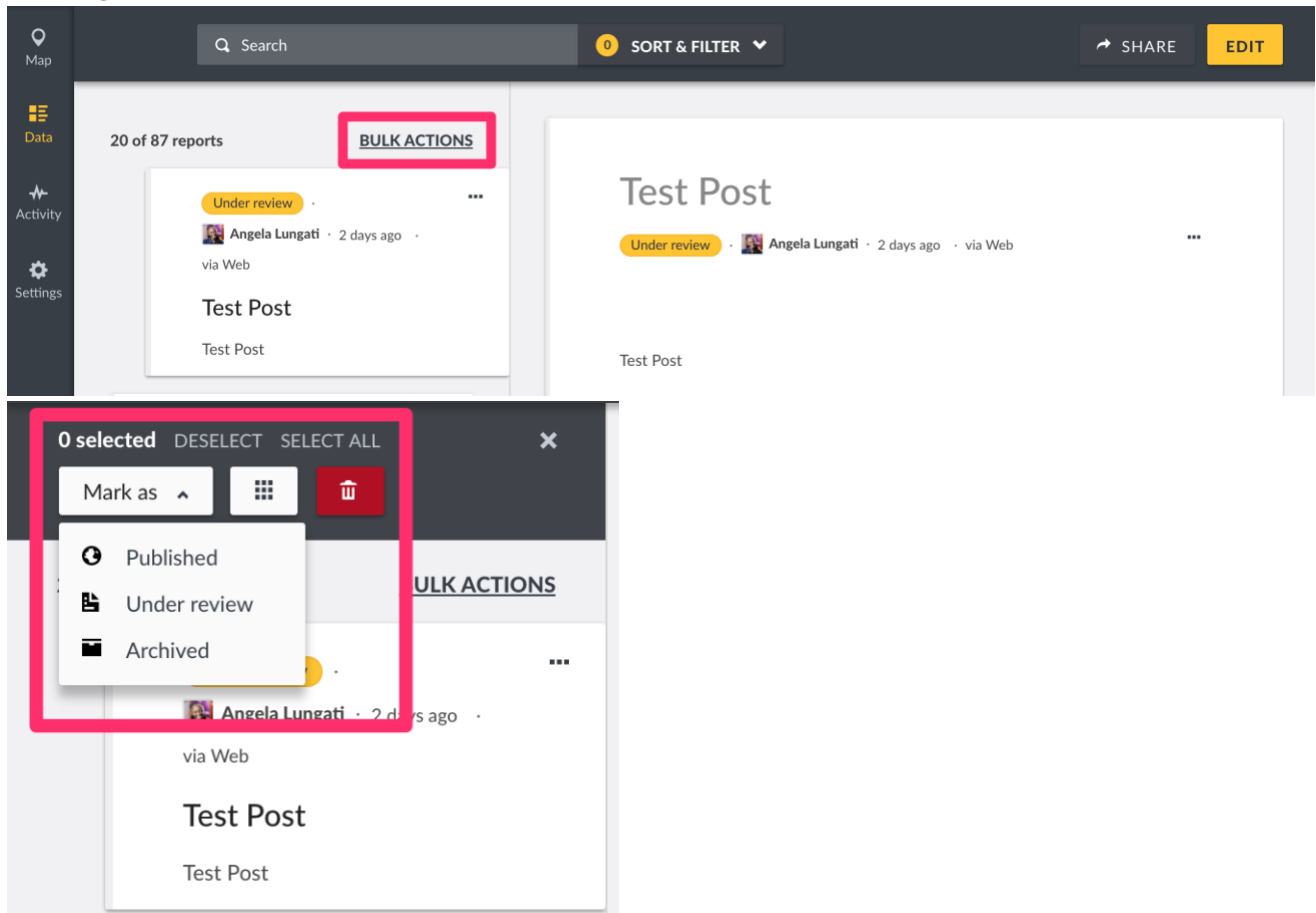 Map
Search
0 SORT & FILTER
SHARE
EDIT
Data
20 of 87 reports
BULK ACTIONS
Activity
Under review ·
Angela Lungati · 2 days ago ·
via Web
Settings
Test Post
Test Post
Test Post
Under review · Angela Lungati · 2 days ago · via Web
Test Post
0 selected DESELECT SELECT ALL
Mark as
Published
Under review
Archived
ULK ACTIONS
Angela Lungati · 2 days ago ·
via Web
Test Post
Test Post